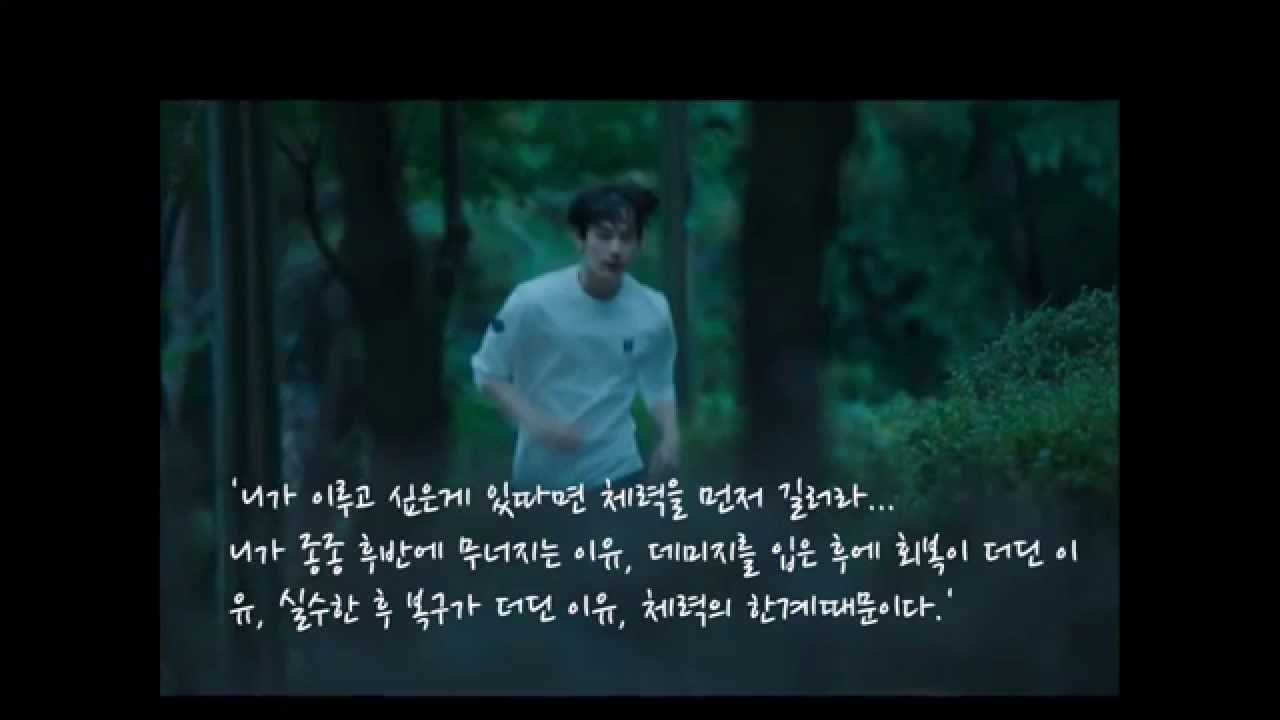 '니가 이루고 싶은게 있다면 체력을 먼저 길러라...
니가 종종 후반에 무너지는 이유, 데미지를 입은 후에 회복이 더딘 이
유, 실수한 후 복구가 더딘 이유, 체력의 한계때문이다.'